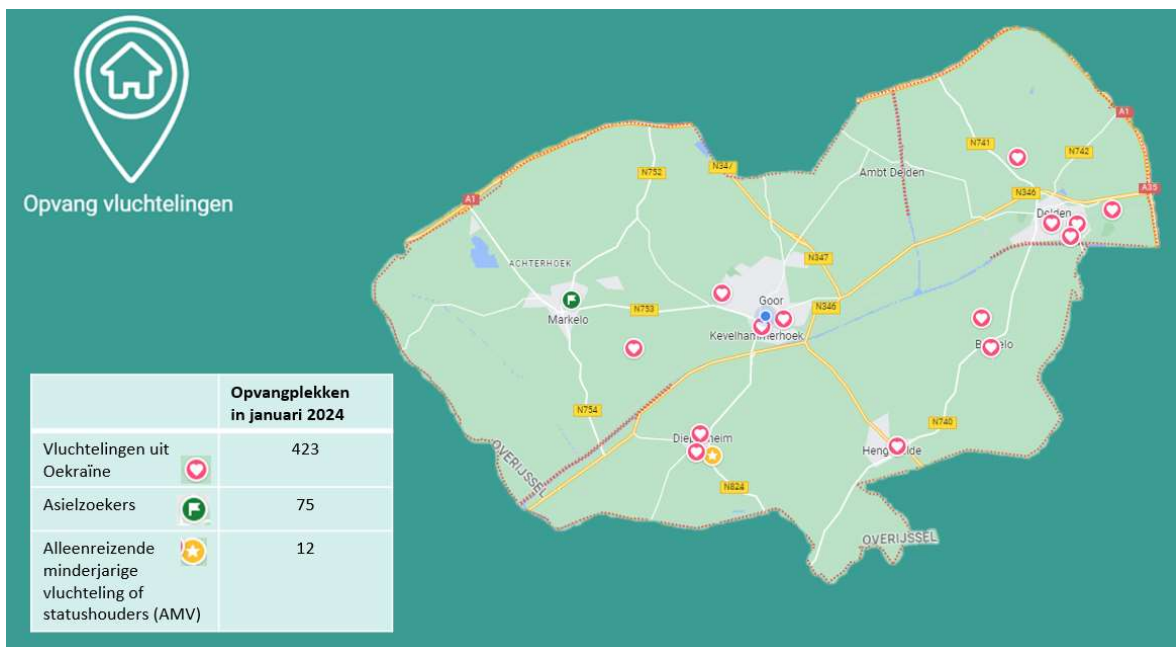 Opvang vluchtelingen
A1
N741
N742
N347
N752
Ambt Delden
A35
N346
A1
Delden
ACHTERHOEK
N347
Goor
N346
Markelo
N753
Kevelhammerhoek
Opvangplekken
in januari 2024
Vluchtelingen uit
Oekraïne
423
Asielzoekers
75
Alleenreizende
minderjarige
vluchteling of
statushouders (AMV)
12
N754
N740
OVERIJSSEL
N824
OVERIJSSEL